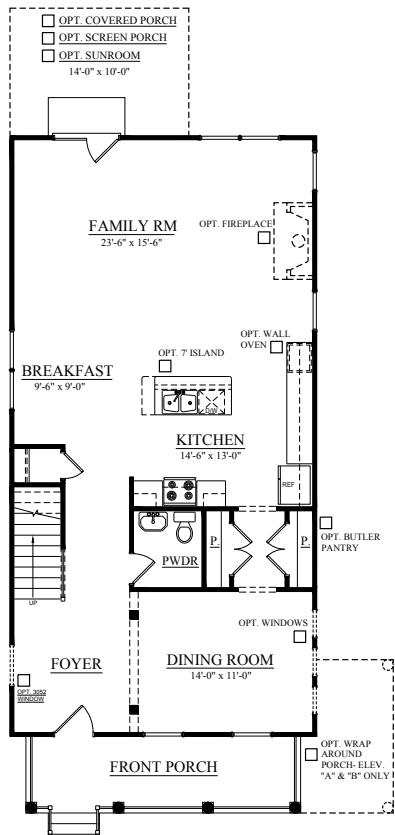 OPT. COVERED PORCH
OPT. SCREEN PORCH
OPT. SUNROOM
14'-0" x 10'-0"
FAMILY RM
23'-6" x 15'-6"
OPT. FIREPLACE
OPT. WALL
OVEN
OPT. 7' ISLAND
BREAKFAST
9'-6" x 9'-0"
D/W
KITCHEN
14'-6" x 13'-0"
REF
P.
P.
OPT. BUTLER
PANTRY
PWDR
UP
OPT. WINDOWS
FOYER
DINING ROOM
14'-0" x 11'-0"
OPT. 3052
WINDOW
FRONT PORCH
OPT. WRAP
AROUND
PORCH- ELEV.
"A" & "B" ONLY